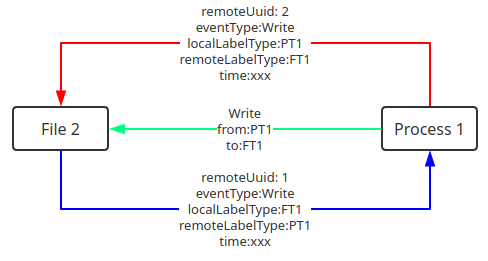 remoteUuid: 2
eventType:Write
localLabelType:PT1
remoteLabelType:FT1
time:xxx
File 2
Write
from:PT1
to:FT1
Process 1
remoteUuid: 1
eventType:Write
localLabelType:FT1
remoteLabelType:PT1
time:xxx